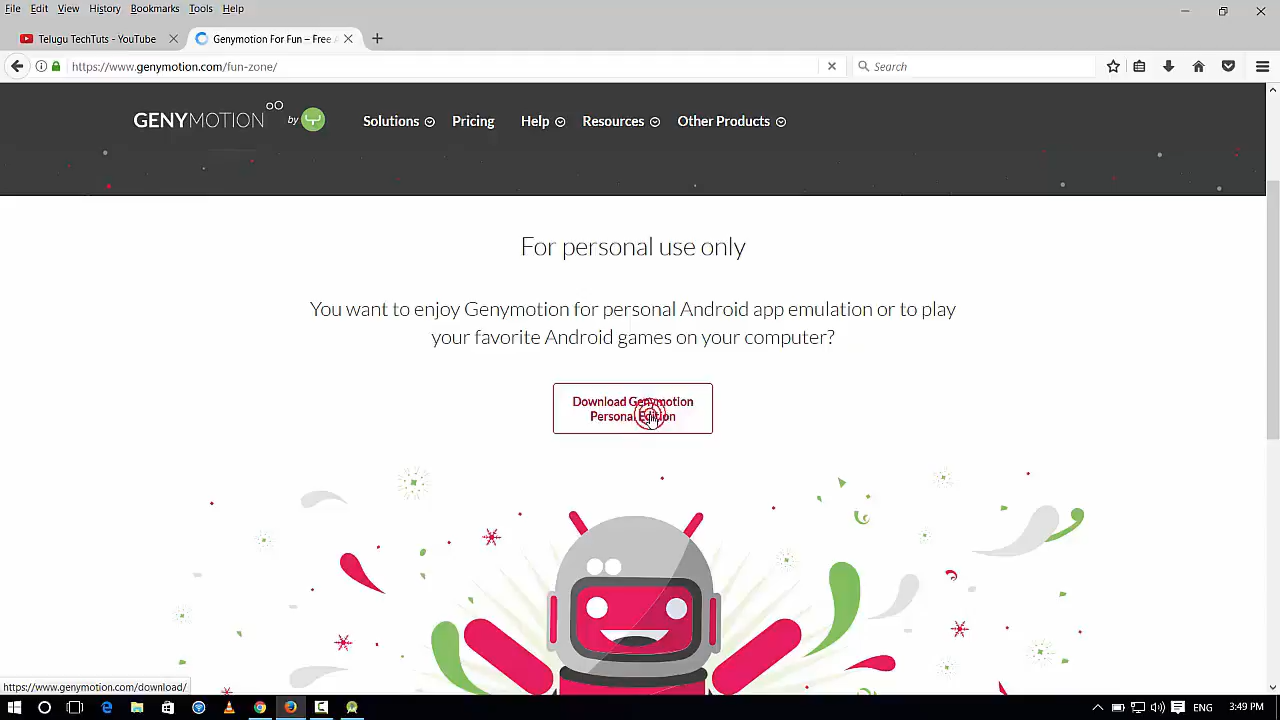 File Edit View History Bookmarks Tools Help
Telugu TechTuts - YouTube
Genymotion For Fun – Free A
https://www.genymotion.com/fun-zone/
Search
GENYMOTION by
Solutions Pricing Help Resources Other Products
For personal use only
You want to enjoy Genymotion for personal Android app emulation or to play
your favorite Android games on your computer?
Download Genymotion
Personal Edition
https://www.genymotion.com/download/
ENG 3:49 PM